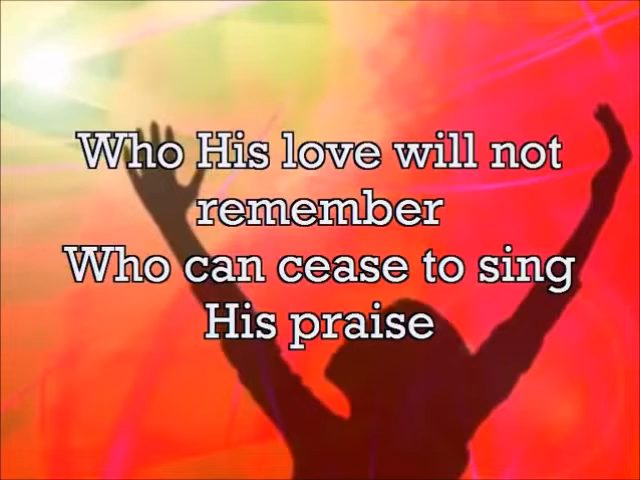 Who His love will not
remember
Who can cease to sing
His praise